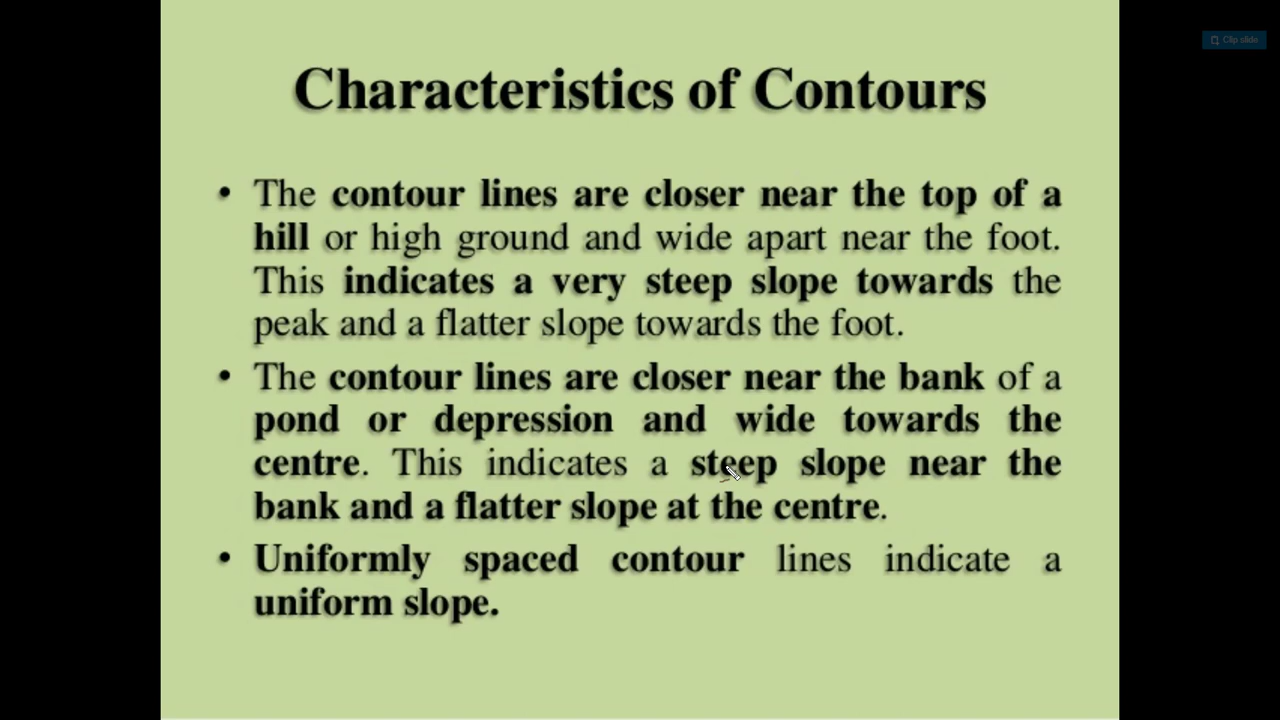 Clip slide
Characteristics of Contours
• The contour lines are closer near the top of a
hill or high ground and wide apart near the foot.
This indicates a very steep slope towards the
peak and a flatter slope towards the foot.
• The contour lines are closer near the bank of a
pond or depression and wide towards the
centre. This indicates a steep slope near the
bank and a flatter slope at the centre.
• Uniformly spaced contour lines indicate a
uniform slope.